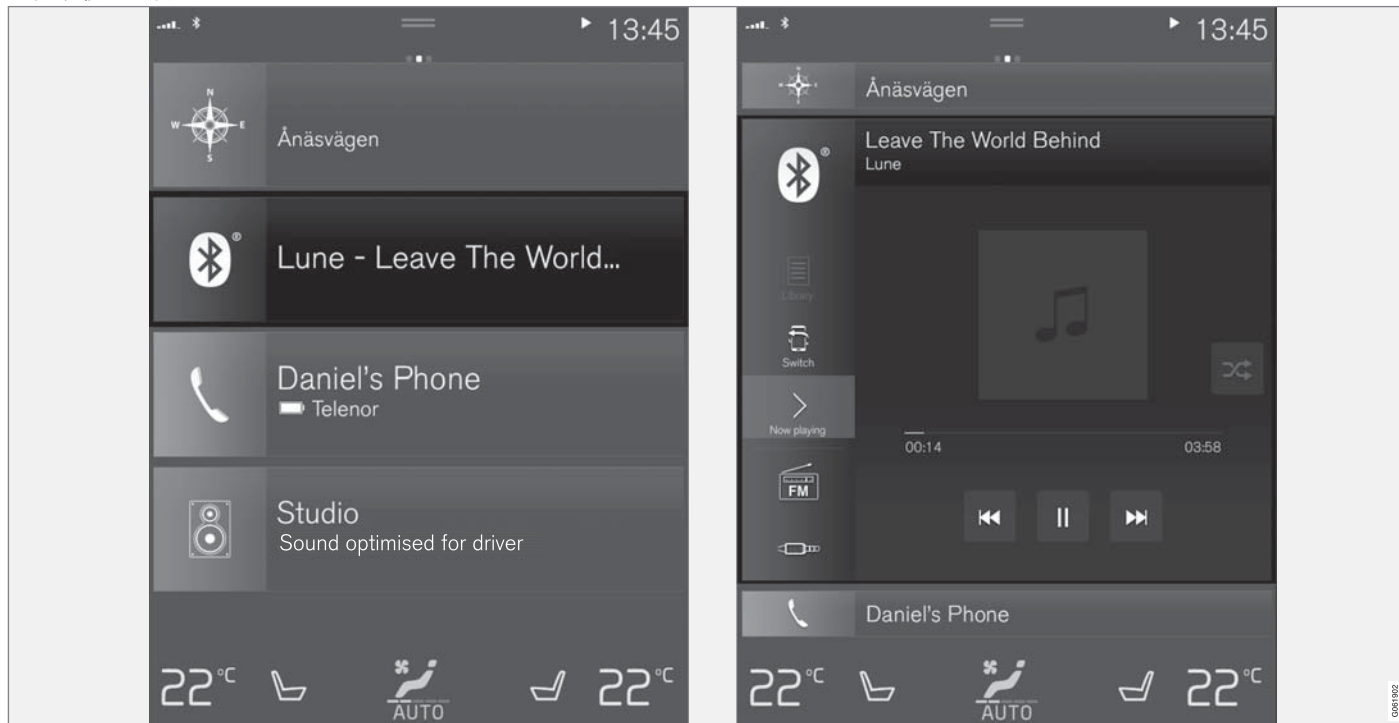 13:45
N
W E
S
Ånäsvägen
®
Lune - Leave The World...
Daniel's Phone
Telenor
Studio
Sound optimised for driver
22°C
AUTO
22°C
13:45
Ånäsvägen
®
Leave The World Behind
Lune
Library
Switch
Now playing
00:14
03:58
FM
Daniel's Phone
22°C
AUTO
22°C
G061902